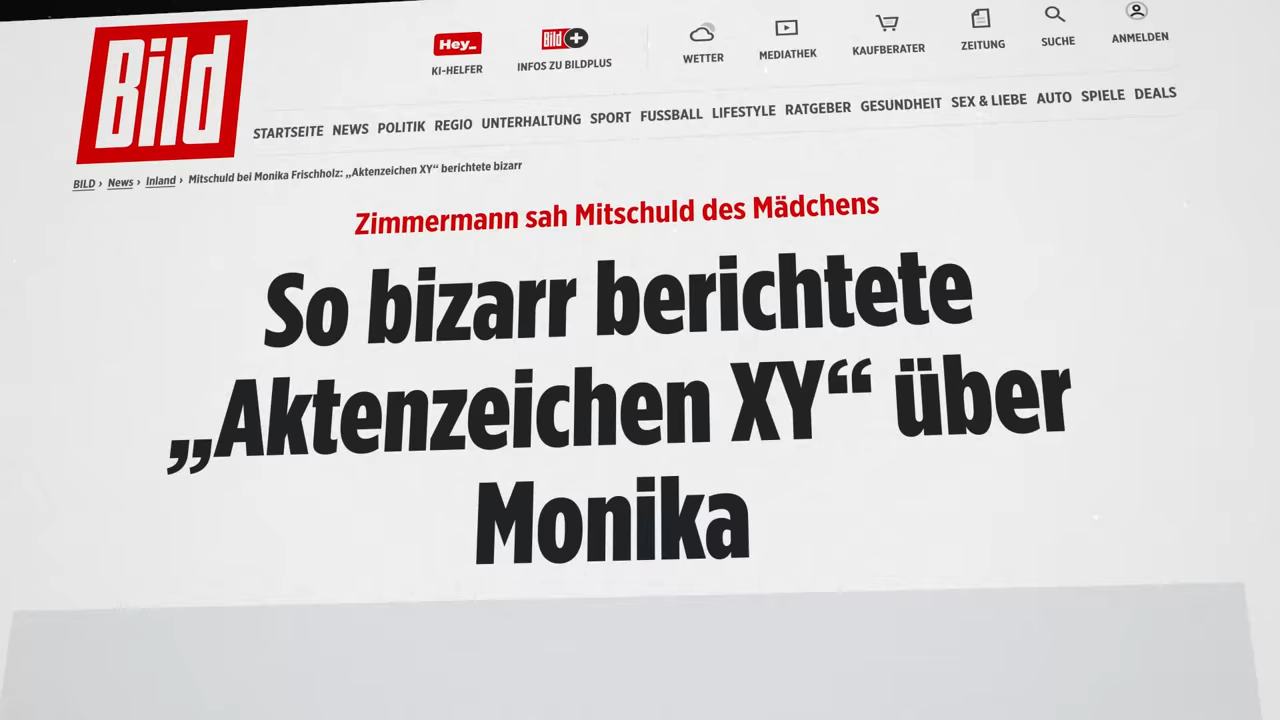 Bild
Hey_
KI-HELFER
Bild +
INFOS ZU BILDPLUS
WETTER
MEDIATHEK
KAUFBERATER
ZEITUNG
SUCHE
ANMELDEN
STARTSEITE NEWS POLITIK REGIO UNTERHALTUNG SPORT FUSSBALL LIFESTYLE RATGEBER GESUNDHEIT SEX & LIEBE AUTO SPIELE DEALS
BILD › News › Inland › Mitschuld bei Monika Frischholz: „Aktenzeichen XY“ berichtete bizarr
Zimmermann sah Mitschuld des Mädchens
So bizarr berichtete
„Aktenzeichen XY“ über
Monika